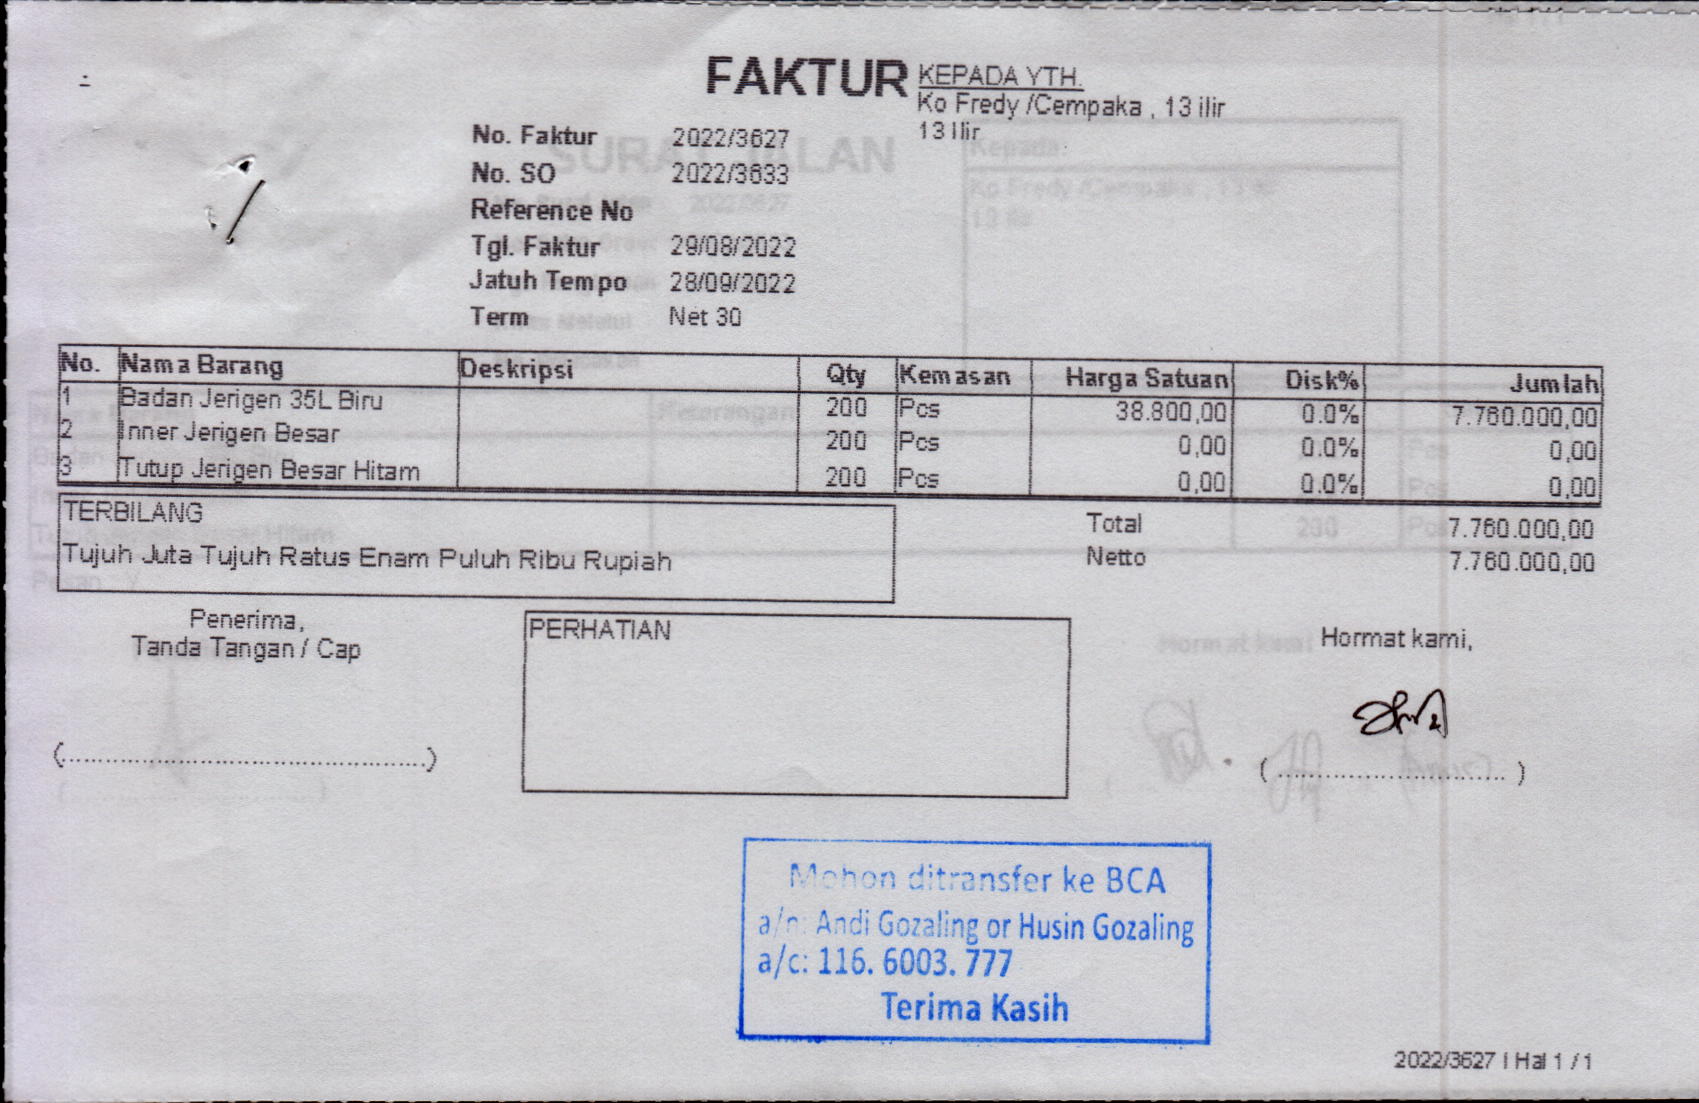 FAKTUR
KEPADA YTH.
Ko Fredy /Cempaka , 13 ilir
13 Ilir
No. Faktur 2022/3627
No. SO 2022/3633
Reference No
Tgl. Faktur 29/08/2022
Jatuh Tempo 28/09/2022
Term Net 30
No. Nama Barang Deskripsi Qty Kemasan Harga Satuan Disk% Jumlah
1 Badan Jerigen 35L Biru 200 Pcs 38.800,00 0.0% 7.760.000,00
2 Inner Jerigen Besar 200 Pcs 0,00 0.0% 0,00
3 Tutup Jerigen Besar Hitam 200 Pcs 0,00 0.0% 0,00
TERBILANG
Tujuh Juta Tujuh Ratus Enam Puluh Ribu Rupiah
Total 7.760.000,00
Netto 7.760.000,00
Penerima,
Tanda Tangan / Cap
(....................................................)
PERHATIAN
Hormat kami,
( ................................ )
Mohon ditransfer ke BCA
a/n: Andi Gozaling or Husin Gozaling
a/c: 116. 6003. 777
Terima Kasih
2022/3627 | Hal 1 / 1